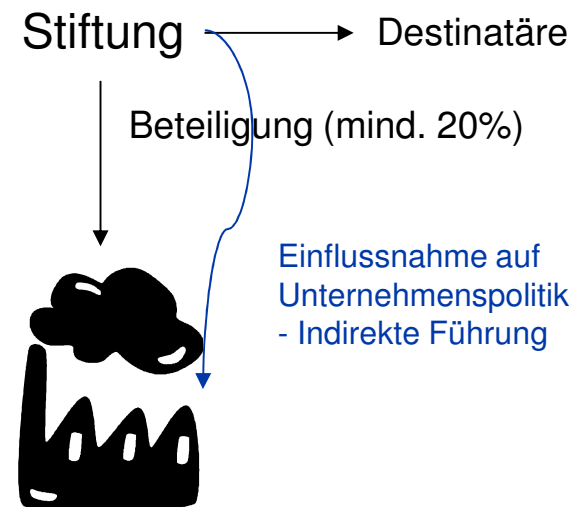 Stiftung
Destinatäre
Beteiligung (mind. 20%)
Einflussnahme auf
Unternehmenspolitik
- Indirekte Führung